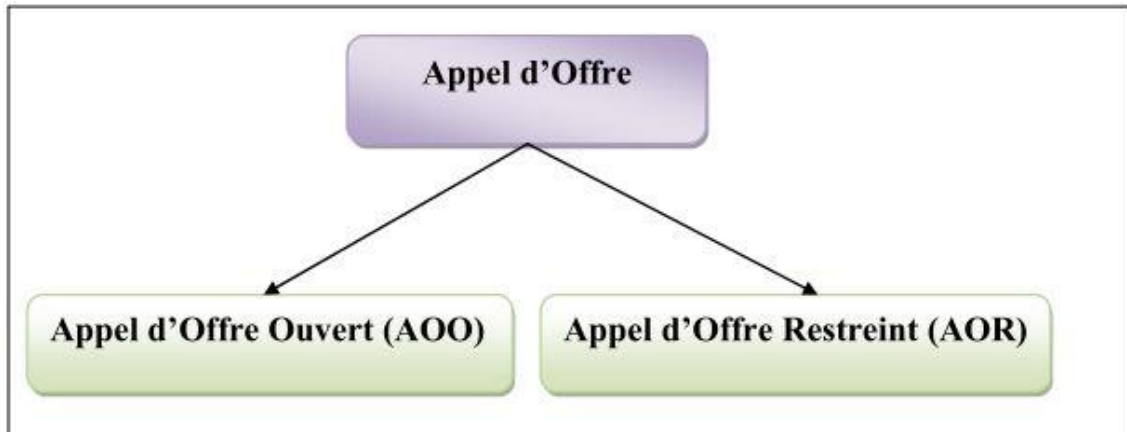 Appel d’Offre
Appel d’Offre Ouvert (AOO)
Appel d’Offre Restreint (AOR)